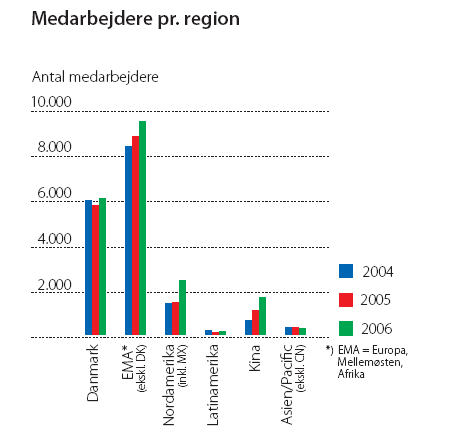 Medarbejdere pr. region
Antal medarbejdere
10.000
8.000
6.000
4.000
2.000
2004
2005
2006
*) EMA = Europa,
Mellemøsten,
Afrika
Danmark
EMA*
(ekskl. DK)
Nordamerika
(inkl. MX)
Latinamerika
Kina
Asien/Pacific
(ekskl. CN)